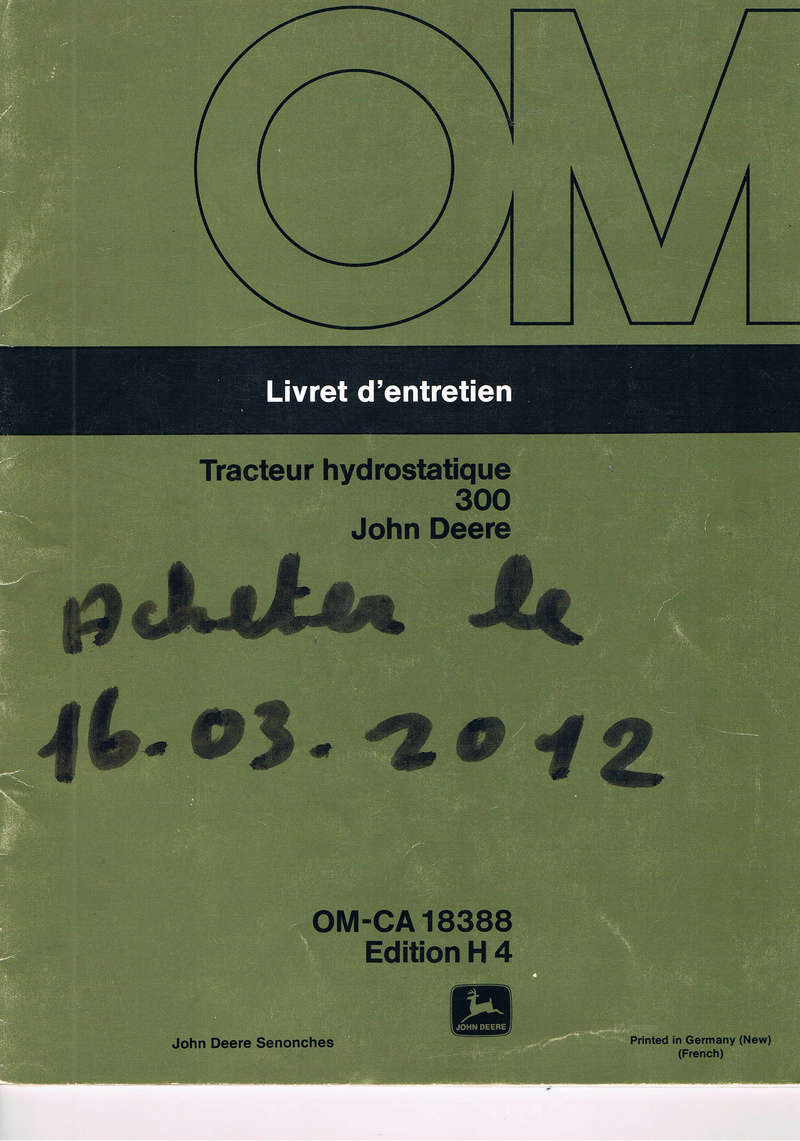 OM
Livret d'entretien
Tracteur hydrostatique
300
John Deere
Acheter le
16.03.2012
OM-CA 18388
Edition H 4
JOHN DEERE
John Deere Senonches
Printed in Germany (New)
(French)